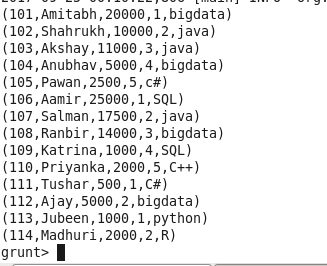 (101,Amitabh,20000,1,bigdata)
(102,Shahrukh,10000,2,java)
(103,Akshay,11000,3,java)
(104,Anubhav,5000,4,bigdata)
(105,Pawan,2500,5,c#)
(106,Aamir,25000,1,SQL)
(107,Salman,17500,2,java)
(108,Ranbir,14000,3,bigdata)
(109,Katrina,1000,4,SQL)
(110,Priyanka,2000,5,C++)
(111,Tushar,500,1,C#)
(112,Ajay,5000,2,bigdata)
(113,Jubeen,1000,1,python)
(114,Madhuri,2000,2,R)
grunt>